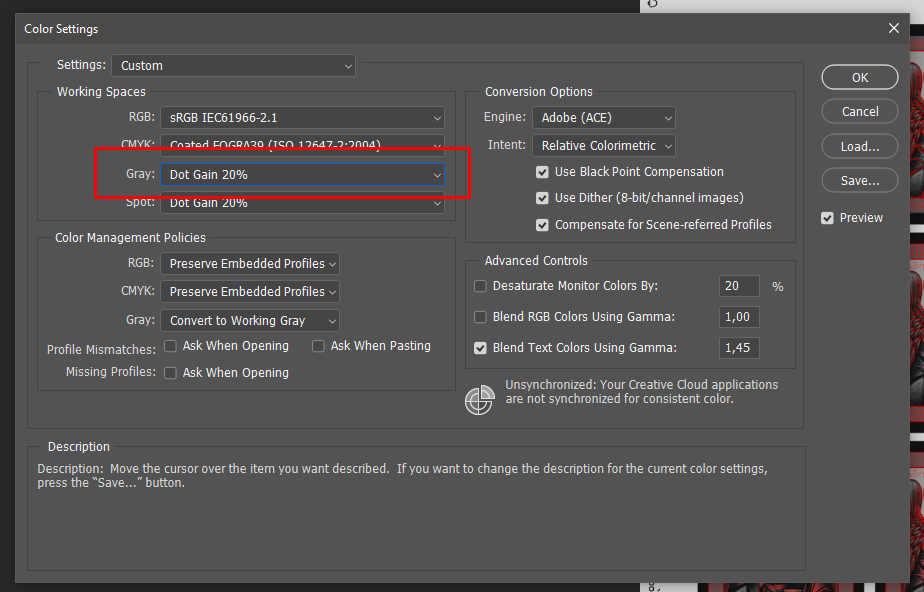 Color Settings
Settings: Custom
Working Spaces
RGB: sRGB IEC61966-2.1
CMYK: Coated FOGRA39 (ISO 12647-2:2004)
Gray: Dot Gain 20%
Spot: Dot Gain 20%
Color Management Policies
RGB: Preserve Embedded Profiles
CMYK: Preserve Embedded Profiles
Gray: Convert to Working Gray
Profile Mismatches: Ask When Opening Ask When Pasting
Missing Profiles: Ask When Opening
Conversion Options
Engine: Adobe (ACE)
Intent: Relative Colorimetric
Use Black Point Compensation
Use Dither (8-bit/channel images)
Compensate for Scene-referred Profiles
Advanced Controls
Desaturate Monitor Colors By: 20 %
Blend RGB Colors Using Gamma: 1,00
Blend Text Colors Using Gamma: 1,45
Unsynchronized: Your Creative Cloud applications
are not synchronized for consistent color.
OK
Cancel
Load...
Save...
Preview
Description
Description: Move the cursor over the item you want described. If you want to change the description for the current color settings,
press the “Save...” button.